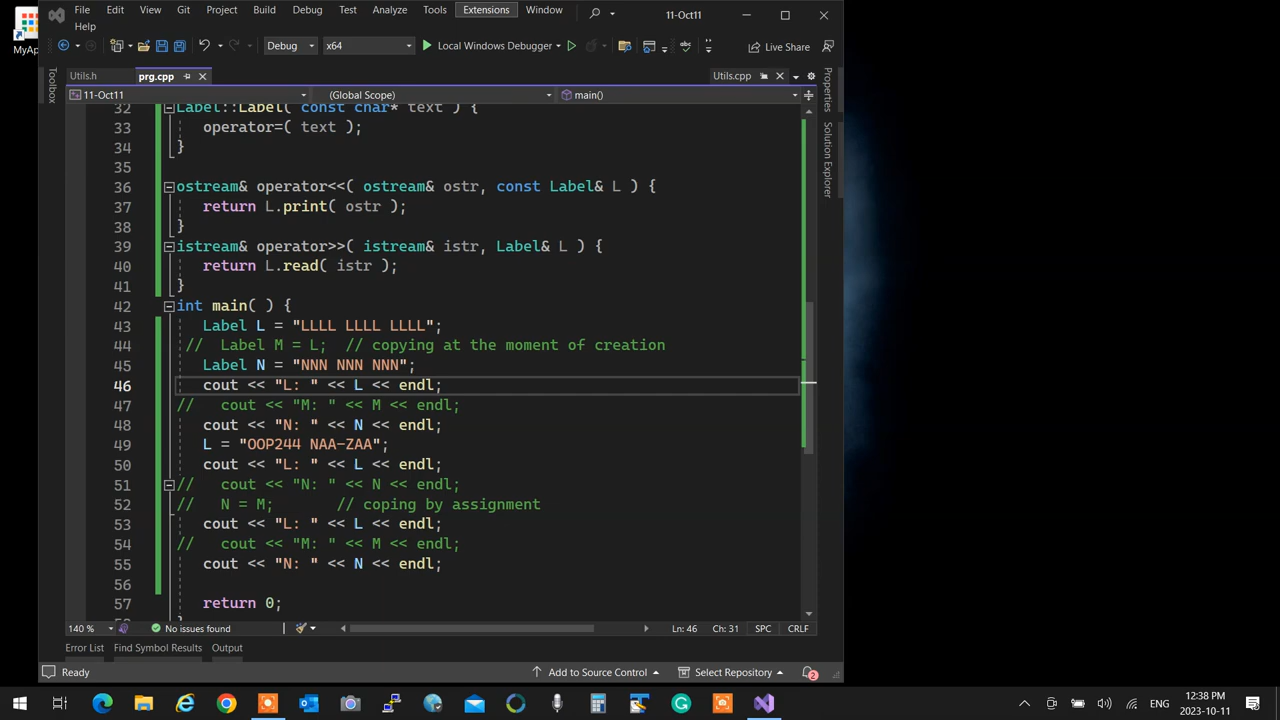 File Edit View Git Project Build Debug Test Analyze Tools Extensions Window 11-Oct11
Help
MyAp
Debug x64 Local Windows Debugger Live Share
Utils.h prg.cpp Utils.cpp
11-Oct11 (Global Scope) main()
Toolbox
Properties
Solution Explorer
32 Label::Label( const char* text ) {
33 operator=( text );
34 }
35
36 ostream& operator<<( ostream& ostr, const Label& L ) {
37 return L.print( ostr );
38 }
39 istream& operator>>( istream& istr, Label& L ) {
40 return L.read( istr );
41 }
42 int main( ) {
43 Label L = "LLLL LLLL LLLL";
44 // Label M = L; // copying at the moment of creation
45 Label N = "NNN NNN NNN";
46 cout << "L: " << L << endl;
47 // cout << "M: " << M << endl;
48 cout << "N: " << N << endl;
49 L = "OOP244 NAA-ZAA";
50 cout << "L: " << L << endl;
51 // cout << "N: " << N << endl;
52 // N = M; // coping by assignment
53 cout << "L: " << L << endl;
54 // cout << "M: " << M << endl;
55 cout << "N: " << N << endl;
56
57 return 0;
140 % No issues found Ln: 46 Ch: 31 SPC CRLF
Error List Find Symbol Results Output
Ready Add to Source Control Select Repository 2
12:38 PM
ENG
2023-10-11